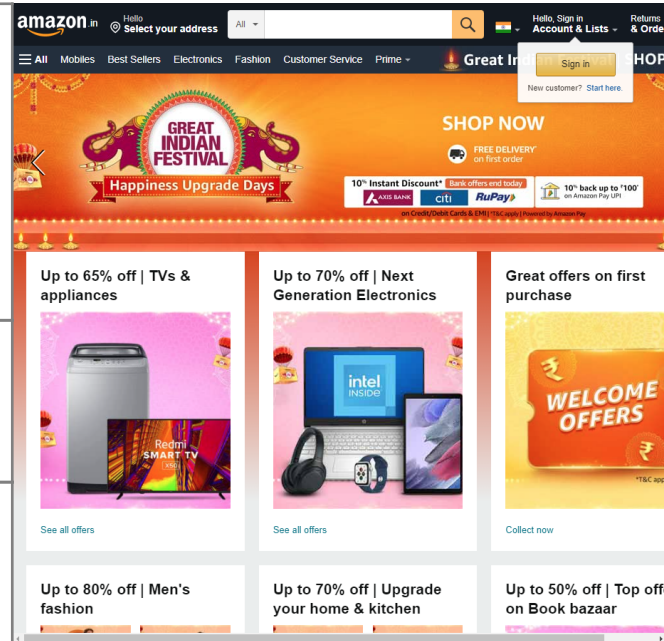 amazon.in
Hello
Select your address
All
Hello, Sign in
Account & Lists
Returns
& Orde
All
Mobiles
Best Sellers
Electronics
Fashion
Customer Service
Prime
Great In
SHOP
Sign in
New customer? Start here.
GREAT
INDIAN
FESTIVAL
Happiness Upgrade Days
SHOP NOW
FREE DELIVERY*
on first order
10% Instant Discount* Bank offers end today
AXIS BANK
citi
RuPay
10% back up to ₹100*
on Amazon Pay UPI
on Credit/Debit Cards & EMI | *T&C apply | Powered by Amazon Pay
Up to 65% off | TVs &
appliances
Redmi
SMART TV
X50
See all offers
Up to 70% off | Next
Generation Electronics
intel
INSIDE
See all offers
Great offers on first
purchase
WELCOME
OFFERS
*T&C app
Collect now
Up to 80% off | Men's
fashion
Up to 70% off | Upgrade
your home & kitchen
Up to 50% off | Top offe
on Book bazaar